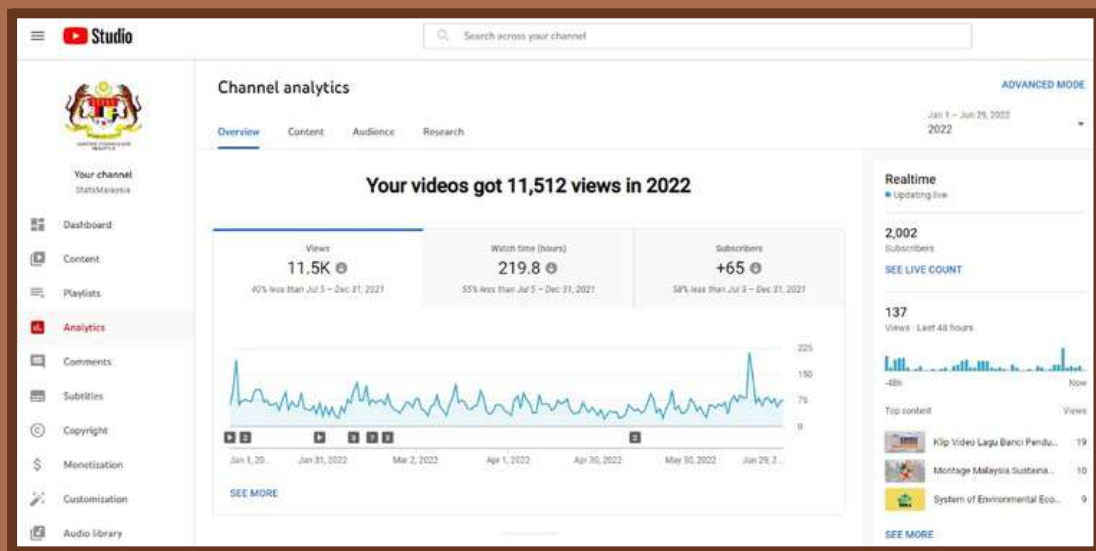 Studio
Search across your channel
Your channel
StatsMalaysia
Dashboard
Content
Playlists
Analytics
Comments
Subtitles
Copyright
Monetization
Customization
Audio library
Channel analytics
ADVANCED MODE
Overview Content Audience Research
Jan 1 – Jun 29, 2022
2022
Your videos got 11,512 views in 2022
Views
11.5K
40% less than Jul 5 – Dec 31, 2021
Watch time (hours)
219.8
55% less than Jul 5 – Dec 31, 2021
Subscribers
+65
58% less than Jul 5 – Dec 31, 2021
225
150
75
0
Jan 1, 20... Jan 31, 2022 Mar 2, 2022 Apr 1, 2022 Apr 30, 2022 May 30, 2022 Jun 29, 2...
SEE MORE
Realtime
Updating live
2,002
Subscribers
SEE LIVE COUNT
137
Views · Last 48 hours
-48h Now
Top content Views
Klip Video Lagu Banci Pendu... 19
Montage Malaysia Sustaina... 10
System of Environmental Eco... 9
SEE MORE